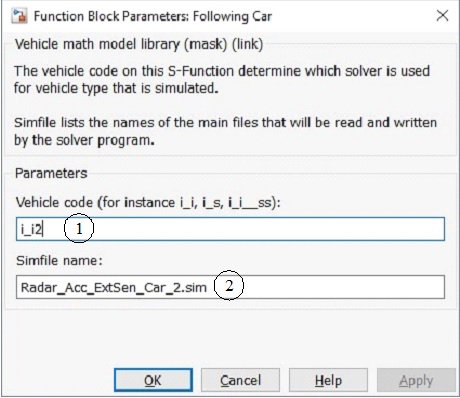 Function Block Parameters: Following Car
Vehicle math model library (mask) (link)
The vehicle code on this S-Function determine which solver is used
for vehicle type that is simulated.
Simfile lists the names of the main files that will be read and written
by the solver program.
Parameters
Vehicle code (for instance i_i, i_s, i_i__ss):
i_i2 1
Simfile name:
Radar_Acc_ExtSen_Car_2.sim 2
OK Cancel Help Apply